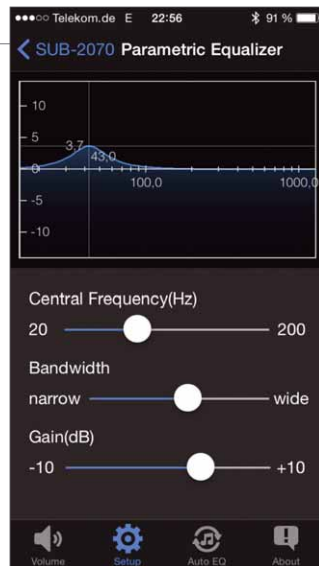 Telekom.de E 22:56 91 %
SUB-2070 Parametric Equalizer
10
5
3,7
43,0
0
100,0 1000,0
-5
-10
Central Frequency(Hz)
20 200
Bandwidth
narrow wide
Gain(dB)
-10 +10
Volume Setup Auto EQ About